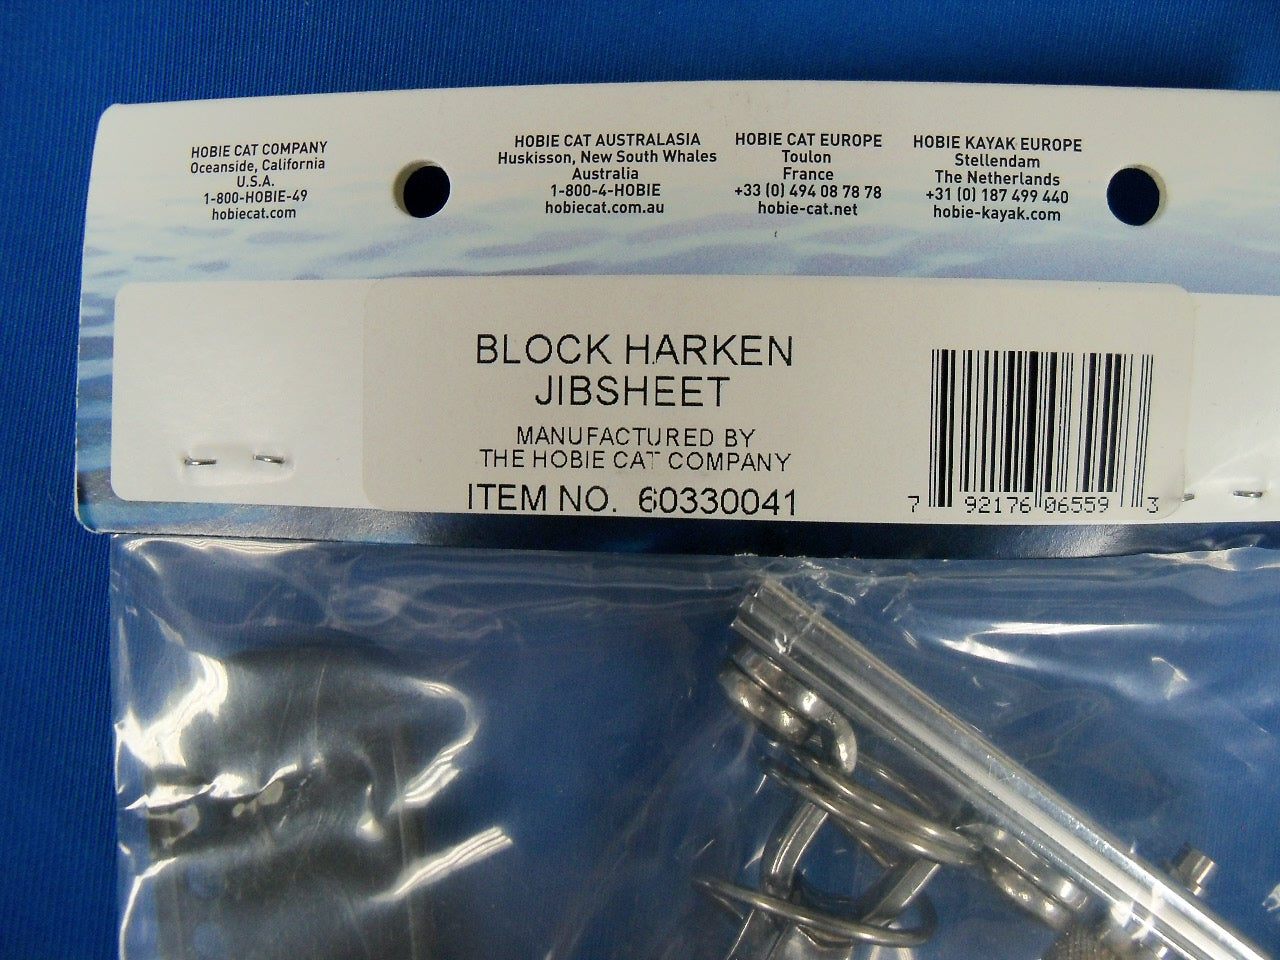 HOBIE CAT COMPANY
Oceanside, California
U.S.A.
1-800-HOBIE-49
hobiecat.com
HOBIE CAT AUSTRALASIA
Huskisson, New South Whales
Australia
1-800-4-HOBIE
hobiecat.com.au
HOBIE CAT EUROPE
Toulon
France
+33 (0) 494 08 78 78
hobie-cat.net
HOBIE KAYAK EUROPE
Stellendam
The Netherlands
+31 (0) 187 499 440
hobie-kayak.com
BLOCK HARKEN
JIBSHEET
MANUFACTURED BY
THE HOBIE CAT COMPANY
ITEM NO. 60330041
7 92176 06559 3